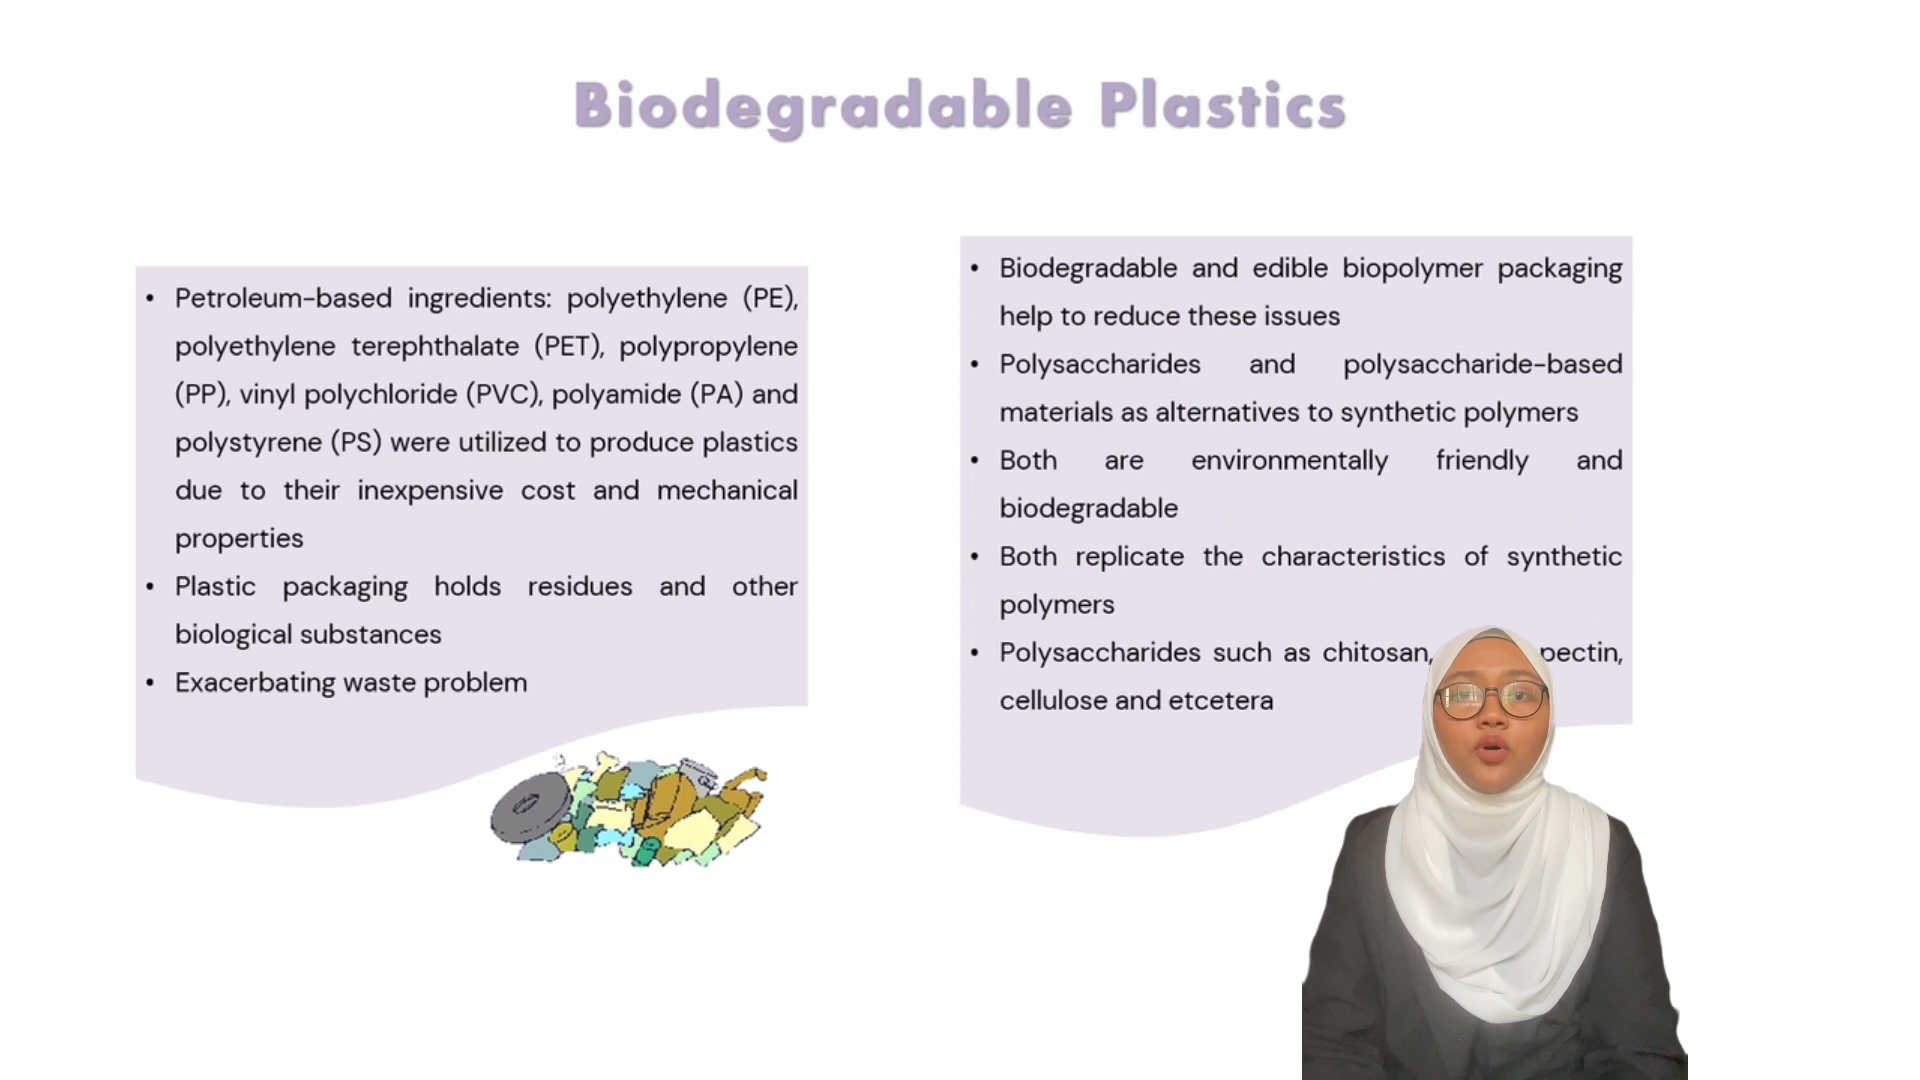 Biodegradable Plastics
• Petroleum-based ingredients: polyethylene (PE),
polyethylene terephthalate (PET), polypropylene
(PP), vinyl polychloride (PVC), polyamide (PA) and
polystyrene (PS) were utilized to produce plastics
due to their inexpensive cost and mechanical
properties
• Plastic packaging holds residues and other
biological substances
• Exacerbating waste problem
• Biodegradable and edible biopolymer packaging
help to reduce these issues
• Polysaccharides and polysaccharide-based
materials as alternatives to synthetic polymers
• Both are environmentally friendly and
biodegradable
• Both replicate the characteristics of synthetic
polymers
• Polysaccharides such as chitosan, pectin,
cellulose and etcetera